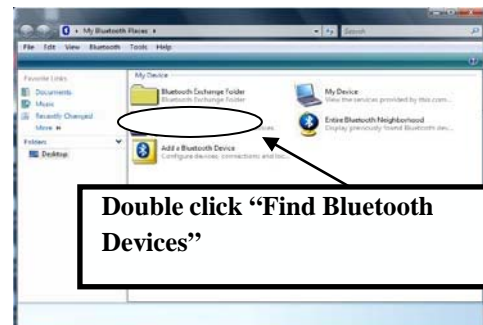 My Bluetooth Places
Search
File Edit View Bluetooth Tools Help
Favorite Links
Documents
Music
Recently Changed
More »
Folders
Desktop
My Device
Bluetooth Exchange Folder
Bluetooth Exchange Folder
My Device
View the services provided by this com...
Entire Bluetooth Neighborhood
Display previously found Bluetooth dev...
Add a Bluetooth Device
Configure devices, connections and loc...
Double click “Find Bluetooth
Devices”